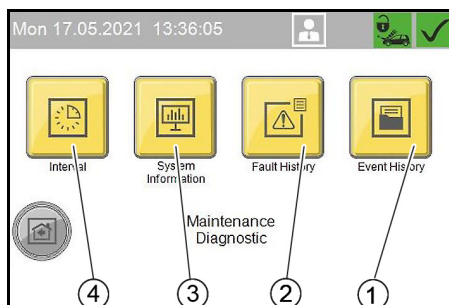 Mon 17.05.2021 13:36:05
Interval
System
Information
Fault History
Event History
Maintenance
Diagnostic
4
3
2
1